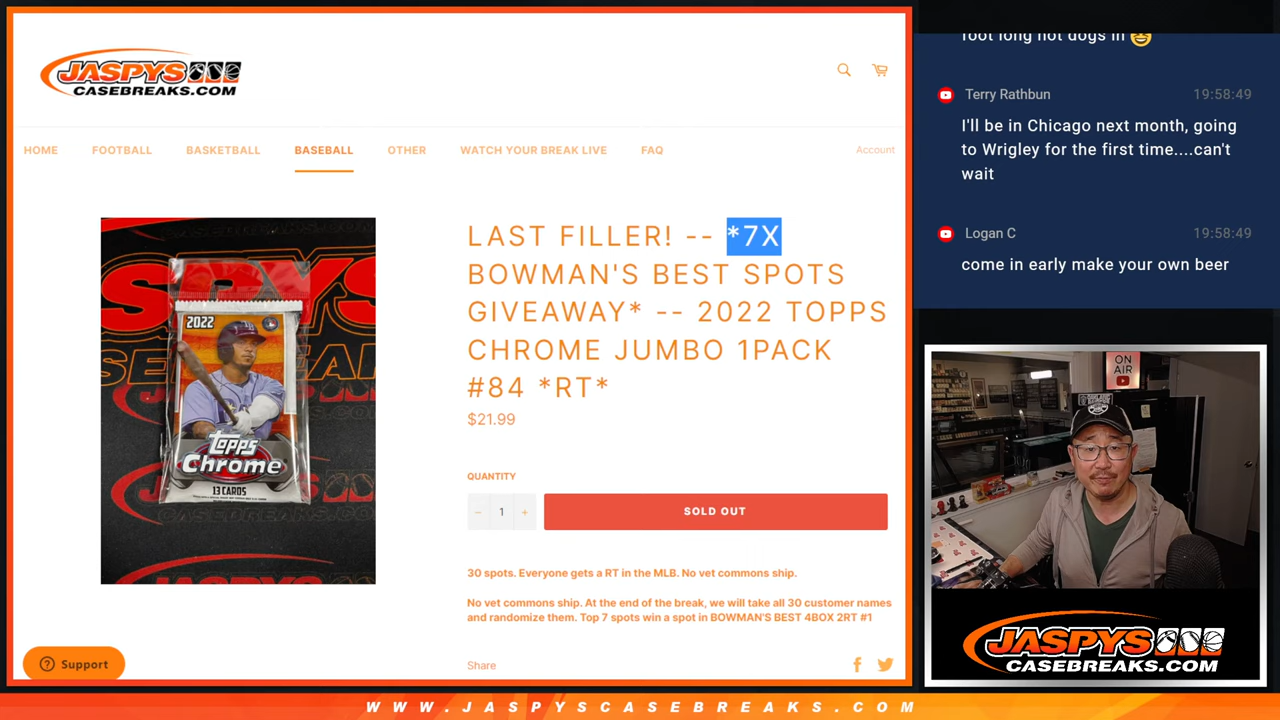 JASPYS
CASEBREAKS.COM
HOME
FOOTBALL
BASKETBALL
BASEBALL
OTHER
WATCH YOUR BREAK LIVE
FAQ
Account
2022
topps
Chrome
13 CARDS
LAST FILLER! -- *7X
BOWMAN'S BEST SPOTS
GIVEAWAY* -- 2022 TOPPS
CHROME JUMBO 1PACK
#84 *RT*
$21.99
QUANTITY
− 1 +
SOLD OUT
30 spots. Everyone gets a RT in the MLB. No vet commons ship.
No vet commons ship. At the end of the break, we will take all 30 customer names
and randomize them. Top 7 spots win a spot in BOWMAN'S BEST 4BOX 2RT #1
Share
Support
foot long hot dogs in 😆
Terry Rathbun 19:58:49
I'll be in Chicago next month, going
to Wrigley for the first time....can't
wait
Logan C 19:58:49
come in early make your own beer
ON
AIR
JASPYS
CASEBREAKS.COM
WWW.JASPYSCASEBREAKS.COM